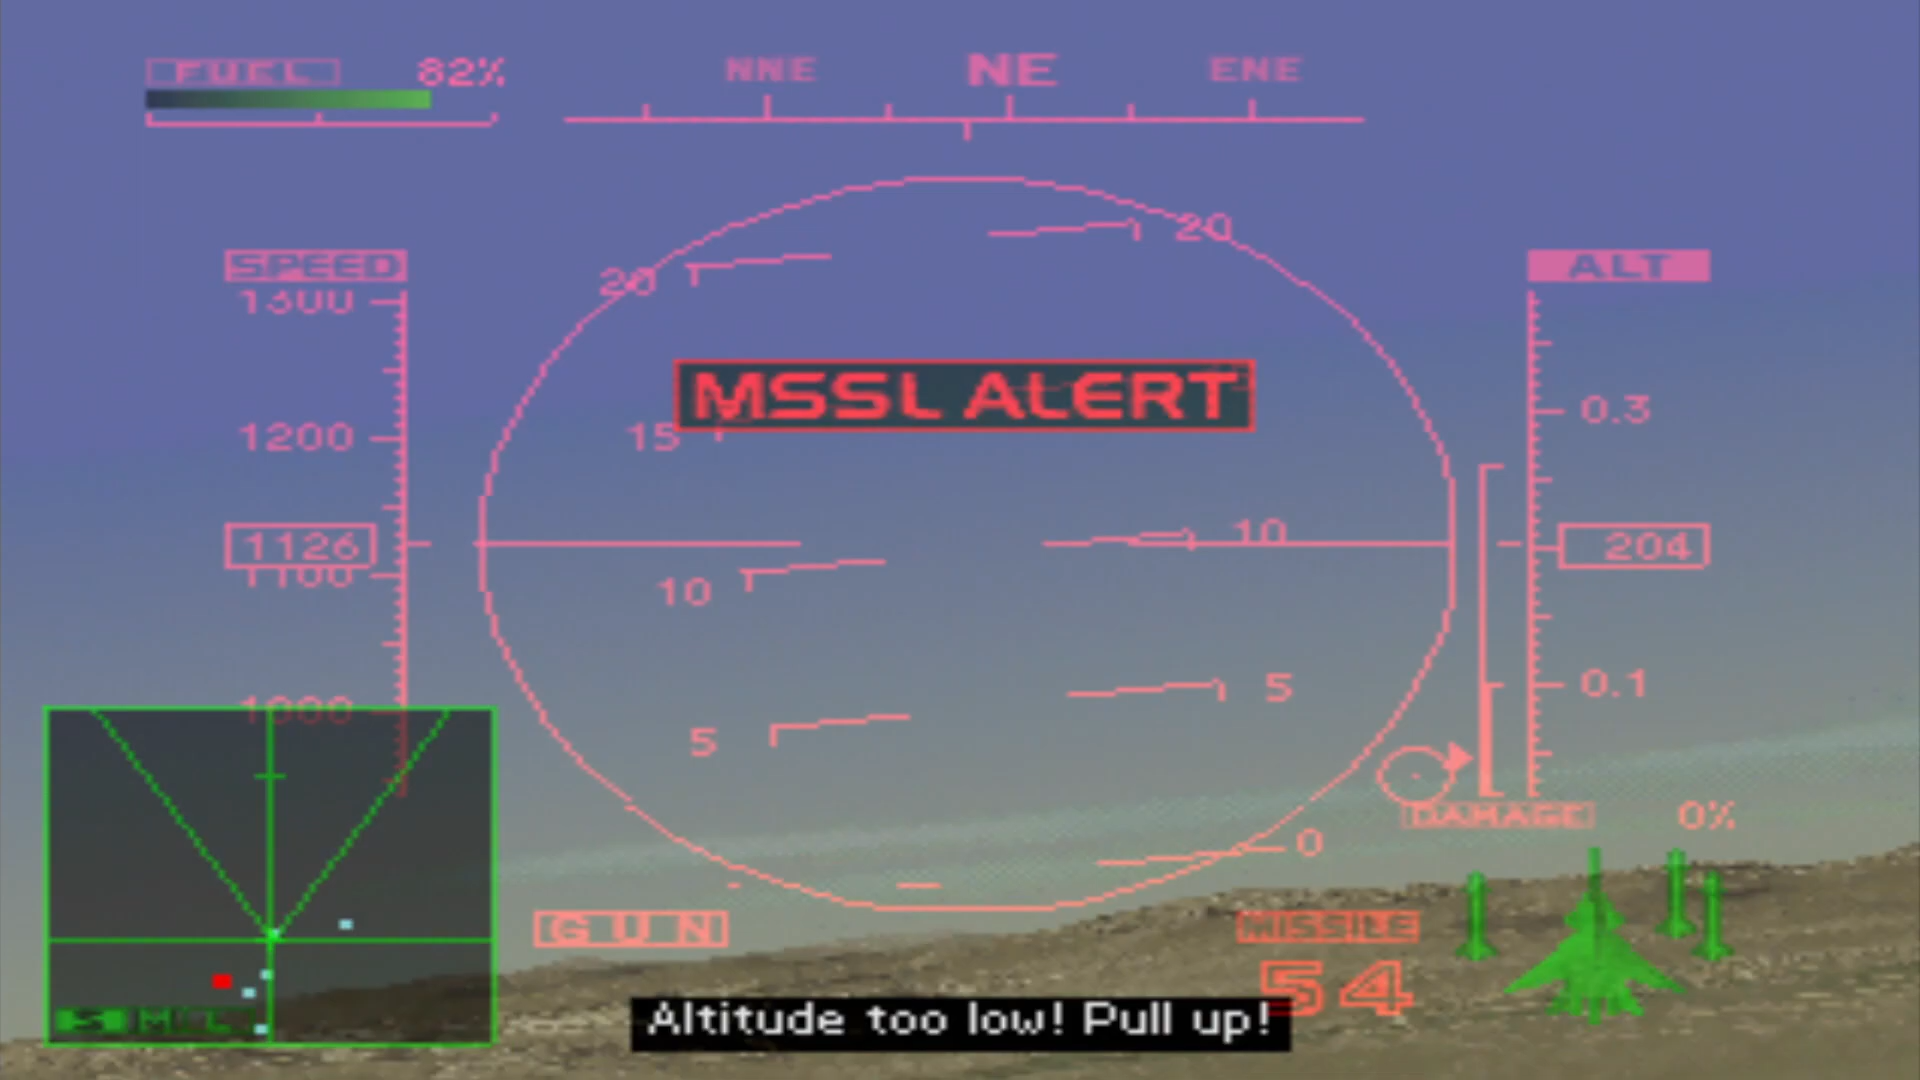 FUEL 82%
NNE NE ENE
20
20
SPEED
ALT
1300
MSSL ALERT
0.3
15
1200
1126
10
204
1100
10
5
0.1
1000
5
DAMAGE 0%
0
GUN
MISSILE
54
S M L
Altitude too low! Pull up!